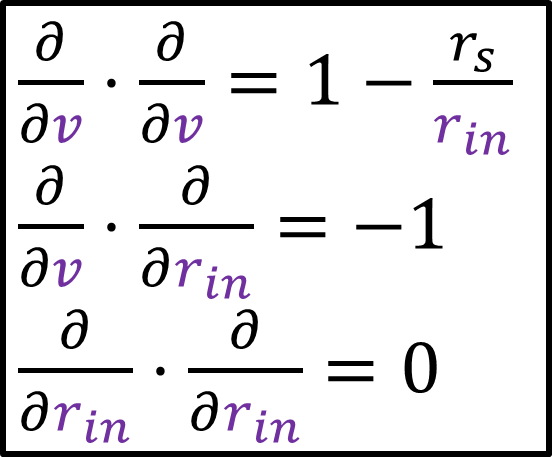 ∂/∂v · ∂/∂v = 1 − r_s/r_in
∂/∂v · ∂/∂r_in = −1
∂/∂r_in · ∂/∂r_in = 0